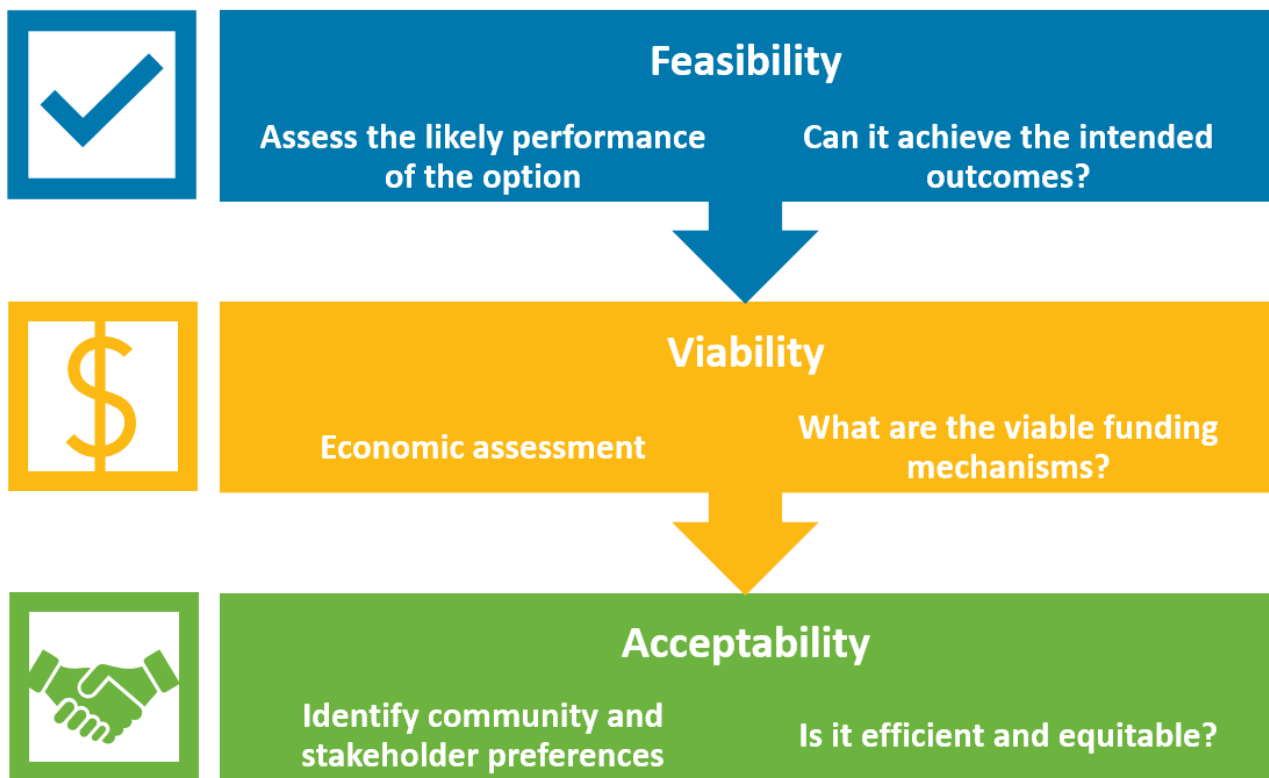 Feasibility
Assess the likely performance
of the option
Can it achieve the intended
outcomes?
Viability
Economic assessment
What are the viable funding
mechanisms?
Acceptability
Identify community and
stakeholder preferences
Is it efficient and equitable?